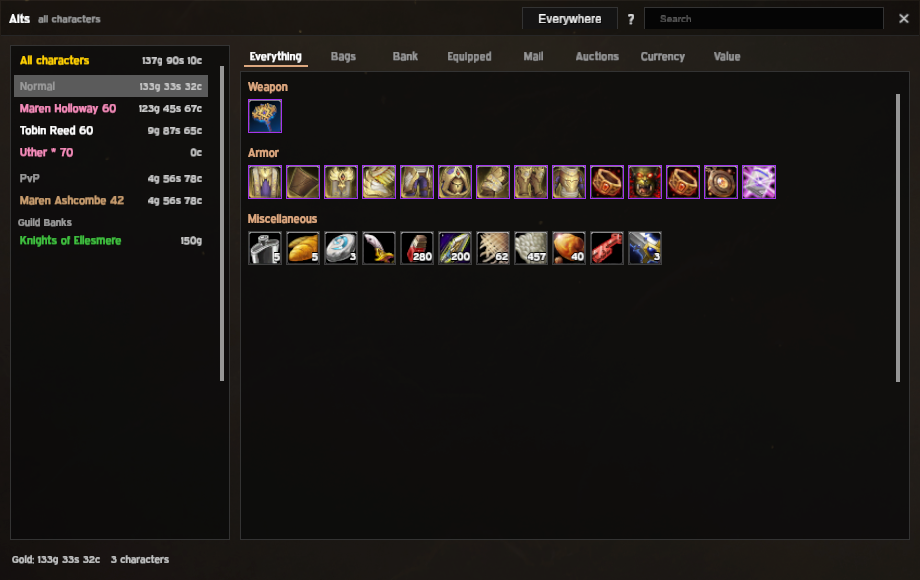 Alts all characters Everywhere ? Search ×
All characters 137g 90s 10c
Normal 133g 33s 32c
Maren Holloway 60 123g 45s 67c
Tobin Reed 60 9g 87s 65c
Uther * 70 0c
PvP 4g 56s 78c
Maren Ashcombe 42 4g 56s 78c
Guild Banks
Knights of Ellesmere 150g
Everything Bags Bank Equipped Mail Auctions Currency Value
Weapon
Armor
Miscellaneous
5 5 3 280 200 62 457 40 3
Gold: 133g 33s 32c 3 characters